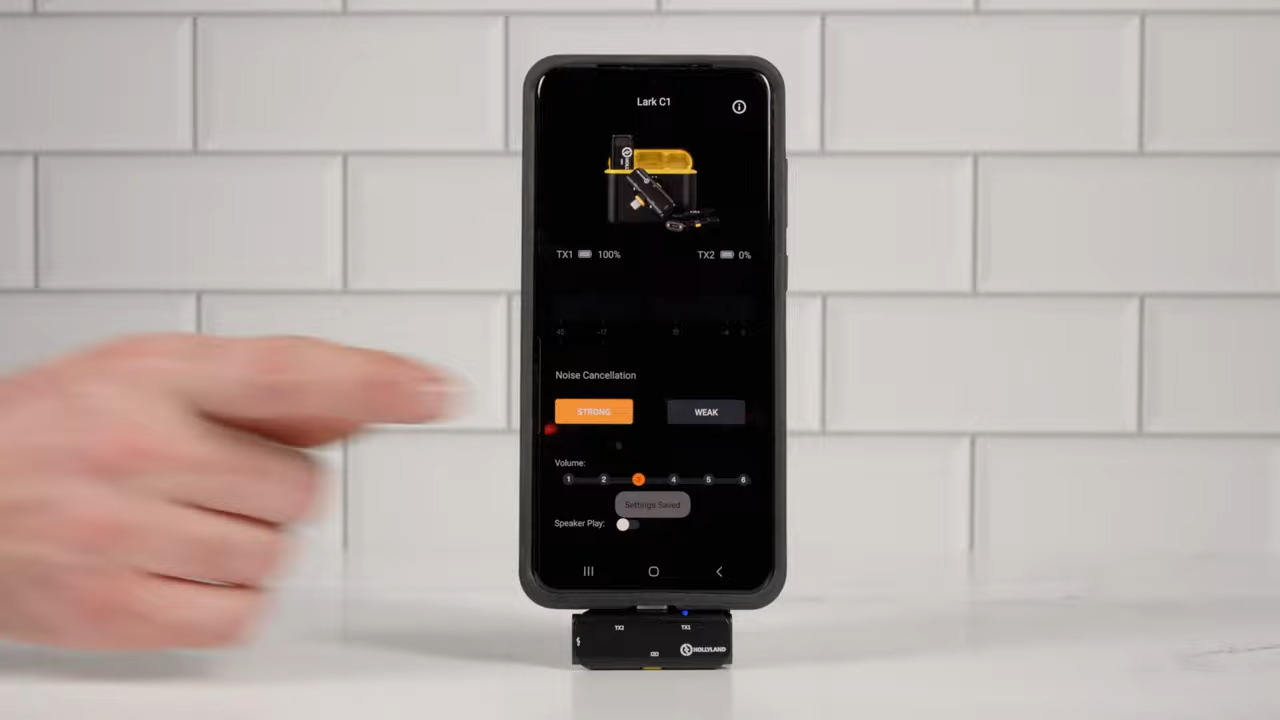 Lark C1
TX1 100% TX2 0%
Noise Cancellation
STRONG WEAK
Volume:
1 2 3 4 5 6
Settings Saved
Speaker Play:
TX2 TX1
HOLLYLAND